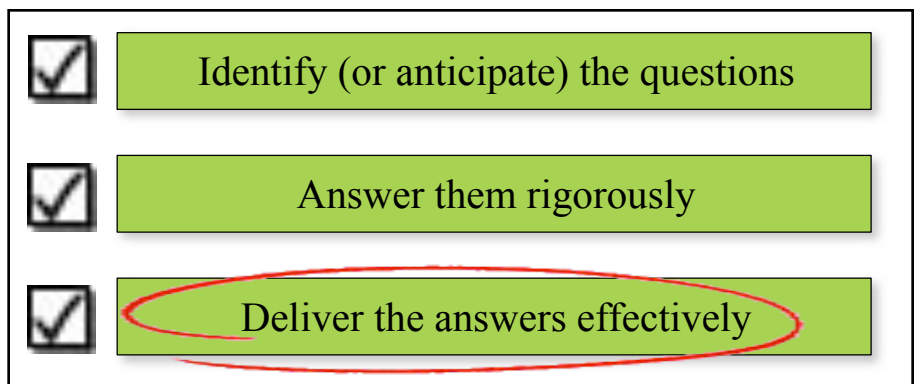 Identify (or anticipate) the questions
Answer them rigorously
Deliver the answers effectively